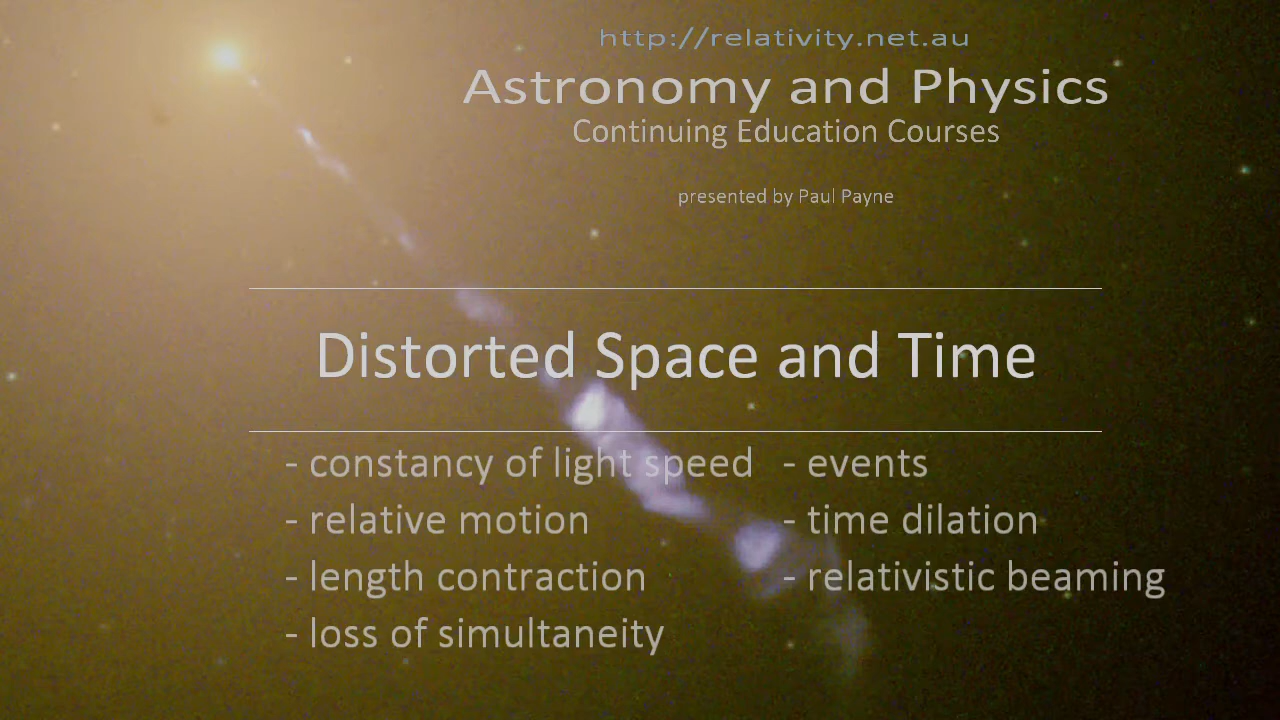 http://relativity.net.au
Astronomy and Physics
Continuing Education Courses
presented by Paul Payne
Distorted Space and Time
- constancy of light speed
- relative motion
- length contraction
- loss of simultaneity
- events
- time dilation
- relativistic beaming